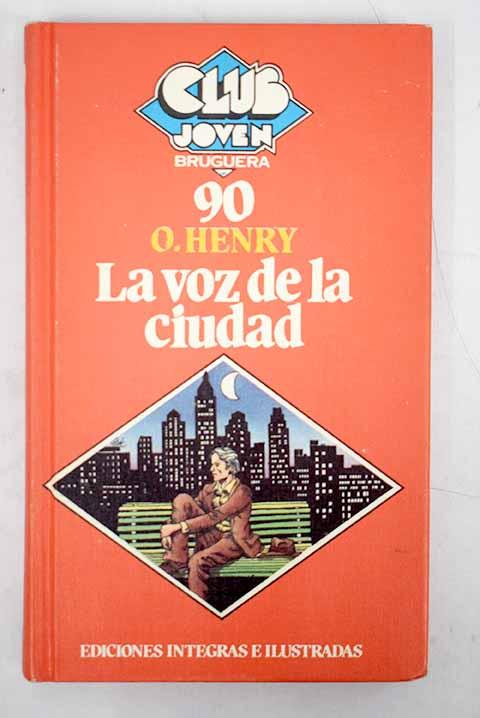 CLUB
JOVEN
BRUGUERA
90
O. HENRY
La voz de la
ciudad
EDICIONES INTEGRAS E ILUSTRADAS